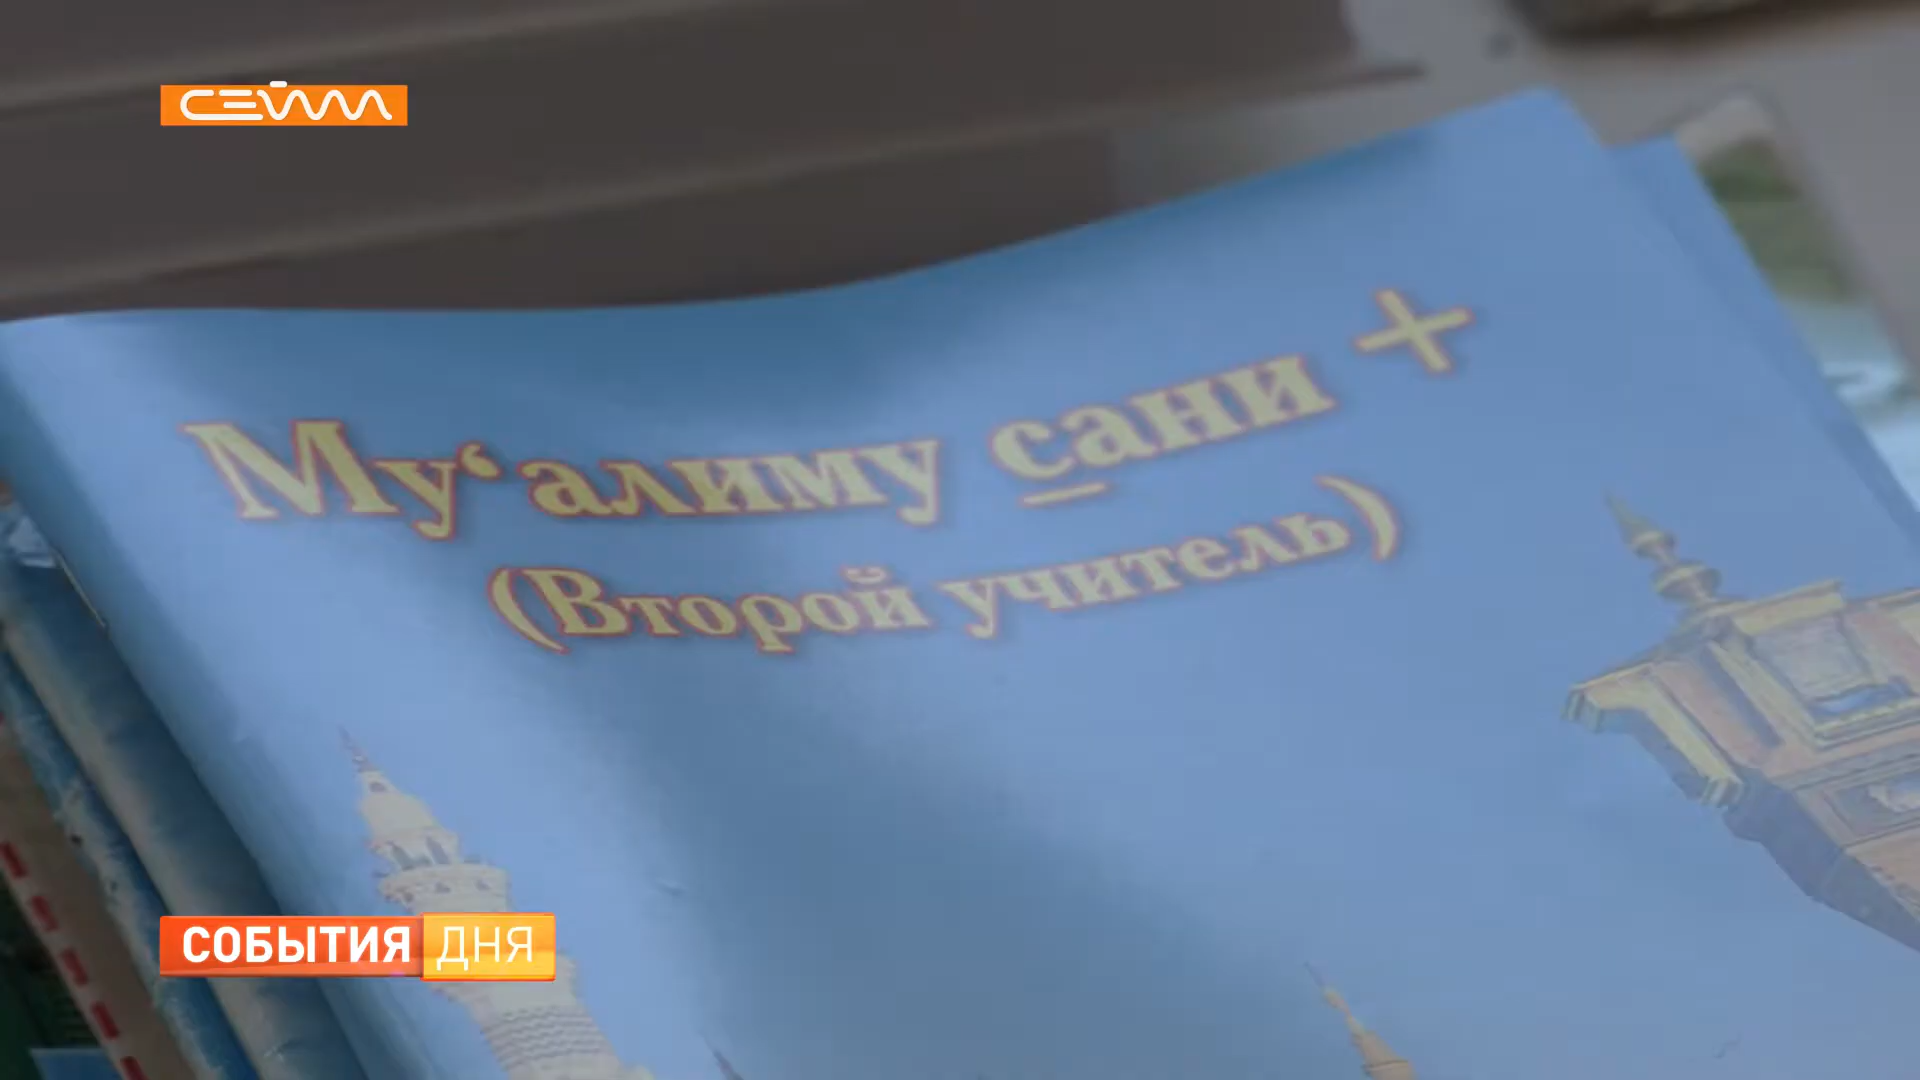 СЕЙМ
Му‘алиму сани +
(Второй учитель)
СОБЫТИЯ ДНЯ